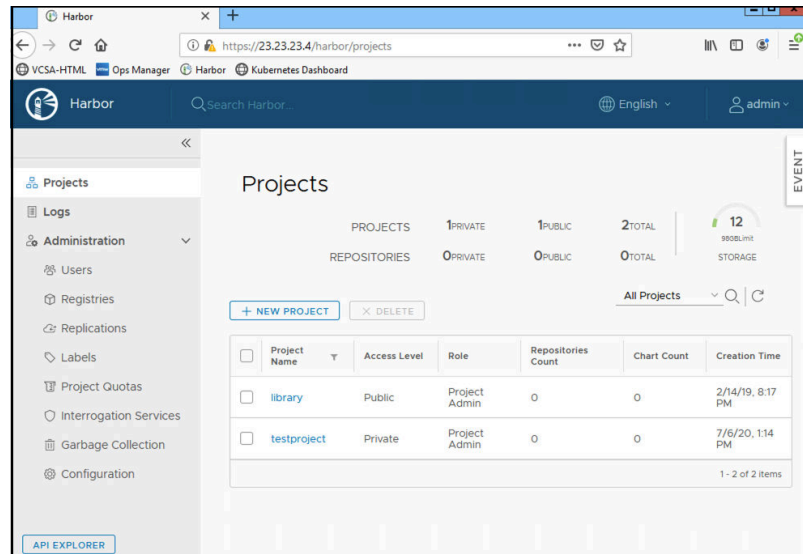 Harbor
https://23.23.23.4/harbor/projects
VCSA-HTML Ops Manager Harbor Kubernetes Dashboard
Harbor Search Harbor... English admin
EVENT
Projects
Logs
Administration
Users
Registries
Replications
Labels
Project Quotas
Interrogation Services
Garbage Collection
Configuration
API EXPLORER
Projects
PROJECTS 1PRIVATE 1PUBLIC 2TOTAL
REPOSITORIES 0PRIVATE 0PUBLIC 0TOTAL
12
980GBLimit
STORAGE
All Projects
+ NEW PROJECT × DELETE
Project Name Access Level Role Repositories Count Chart Count Creation Time
library Public Project Admin 0 0 2/14/19, 8:17 PM
testproject Private Project Admin 0 0 7/6/20, 1:14 PM
1 - 2 of 2 items